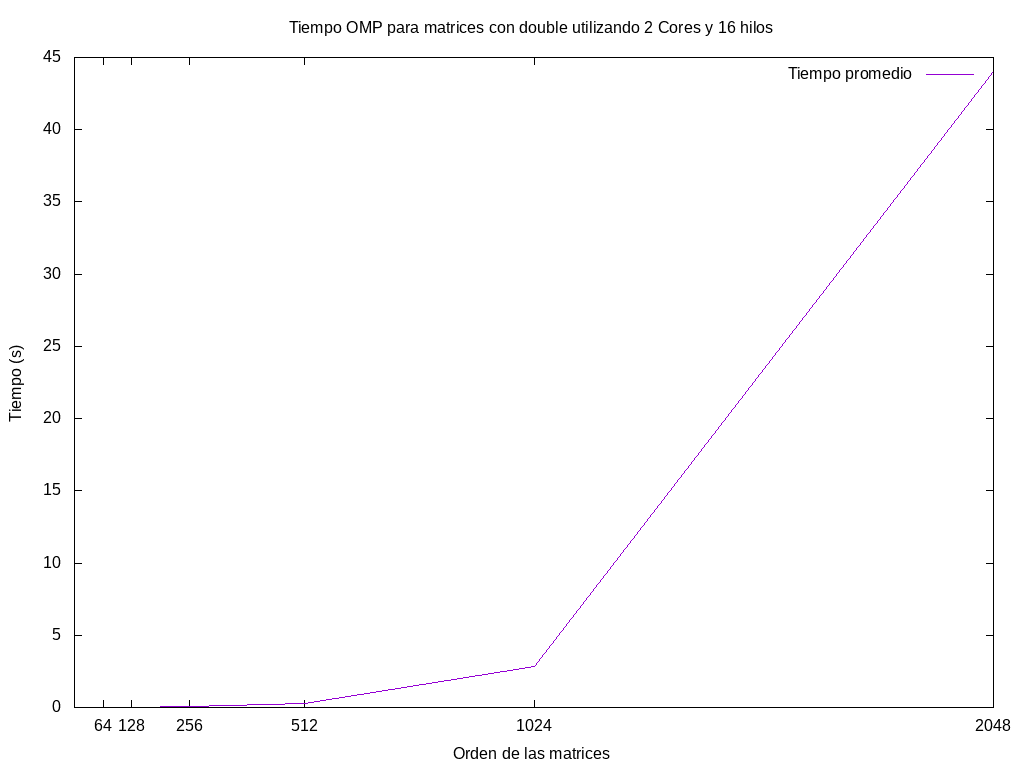 Tiempo OMP para matrices con double utilizando 2 Cores y 16 hilos
Tiempo promedio
45
40
35
30
25
20
15
10
5
0
Tiempo (s)
64 128 256 512 1024 2048
Orden de las matrices